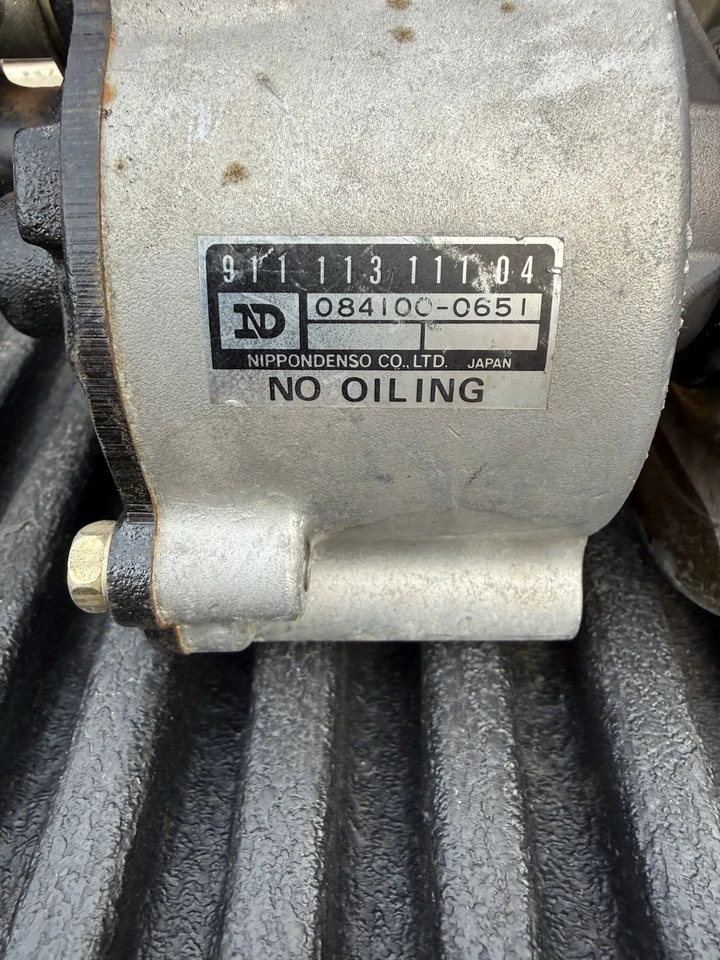 911 113 111 04
ND 084100-0651
NIPPONDENSO CO., LTD. JAPAN
NO OILING